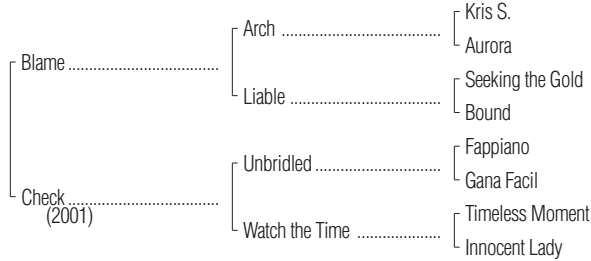 Kris S.
Arch
Aurora
Blame
Seeking the Gold
Liable
Bound
Fappiano
Unbridled
Gana Facil
Check
(2001)
Timeless Moment
Watch the Time
Innocent Lady